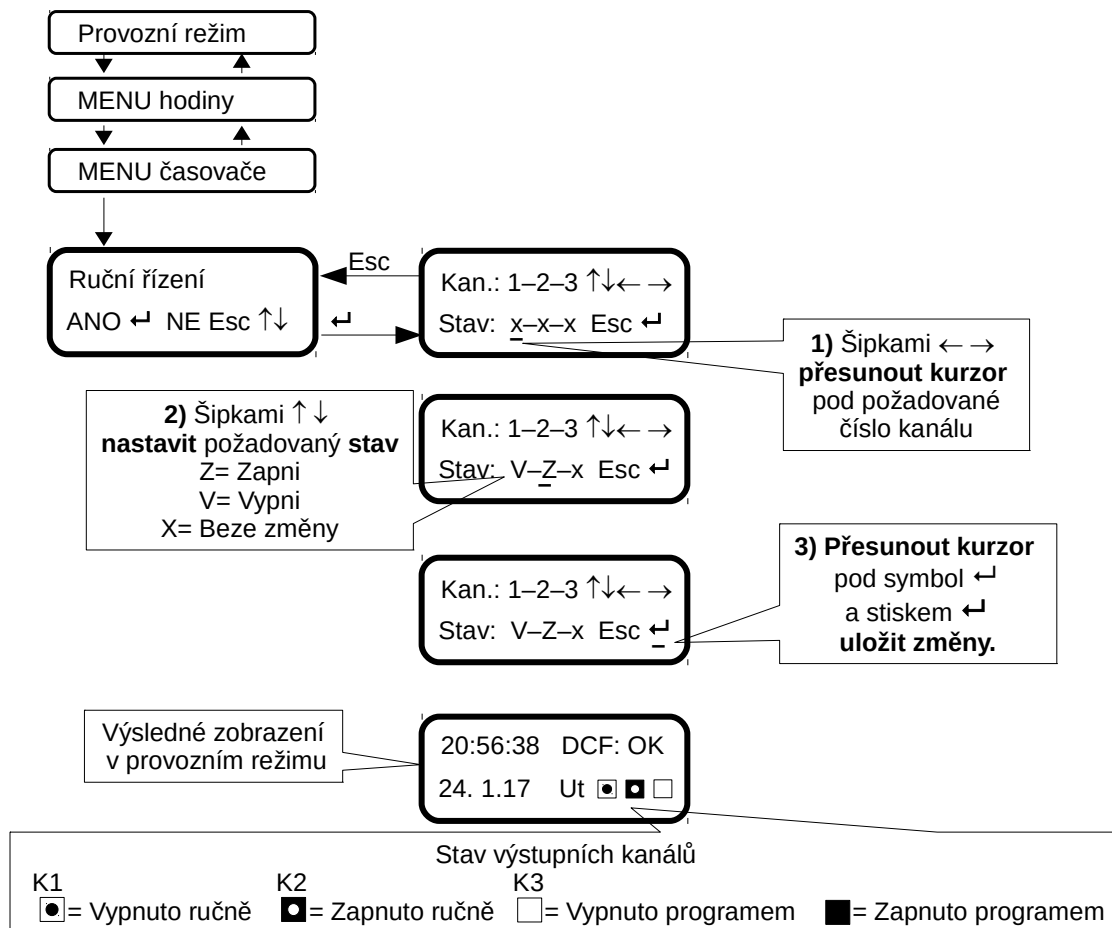 Provozní režim
MENU hodiny
MENU časovače
Ruční řízení
ANO ↵ NE Esc ↑↓
Esc
↵
Kan.: 1–2–3 ↑↓← →
Stav: x–x–x Esc ↵
1) Šipkami ← →
přesunout kurzor
pod požadované
číslo kanálu
2) Šipkami ↑ ↓
nastavit požadovaný stav
Z= Zapni
V= Vypni
X= Beze změny
Kan.: 1–2–3 ↑↓← →
Stav: V–Z–x Esc ↵
3) Přesunout kurzor
pod symbol ↵
a stiskem ↵
uložit změny.
Kan.: 1–2–3 ↑↓← →
Stav: V–Z–x Esc ↵
Výsledné zobrazení
v provozním režimu
20:56:38 DCF: OK
24. 1.17 Ut
Stav výstupních kanálů
K1 K2 K3
= Vypnuto ručně = Zapnuto ručně = Vypnuto programem = Zapnuto programem